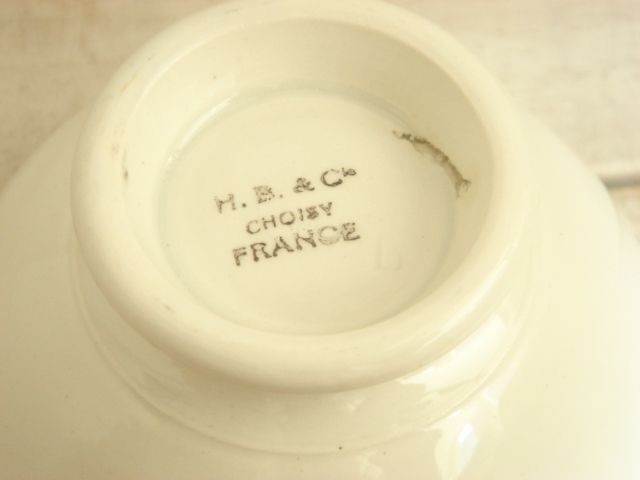 H. B. & Cie
CHOISY
FRANCE